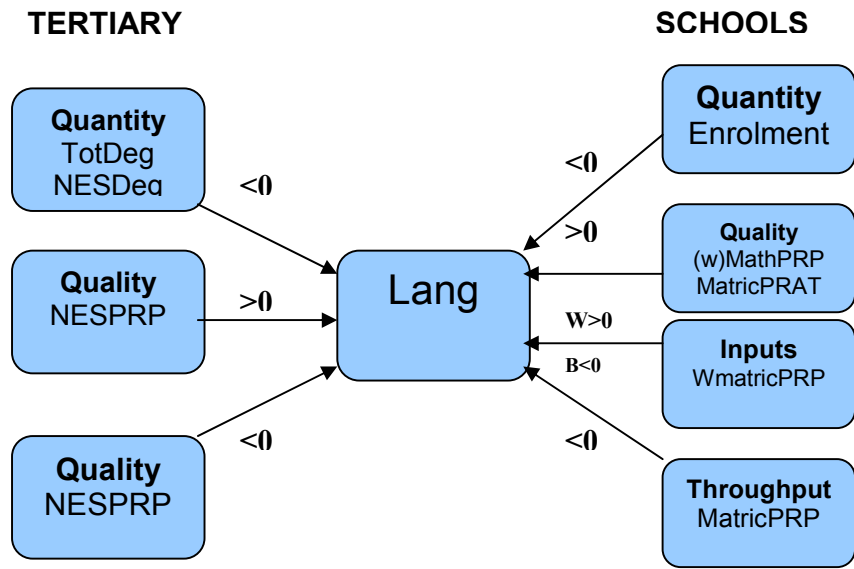 TERTIARY
SCHOOLS
Quantity
TotDeg
NESDeg
<0
Quality
NESPRP
>0
Quality
NESPRP
<0
Lang
Quantity
Enrolment
<0
Quality
(w)MathPRP
MatricPRAT
>0
Inputs
WmatricPRP
W>0
B<0
Throughput
MatricPRP
<0